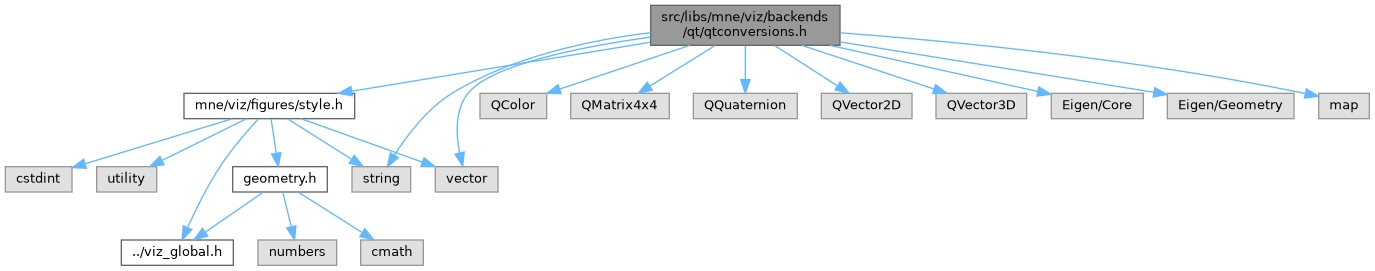 src/libs/mne/viz/backends
/qt/qtconversions.h
mne/viz/figures/style.h
QColor
QMatrix4x4
QQuaternion
QVector2D
QVector3D
Eigen/Core
Eigen/Geometry
map
cstdint
utility
geometry.h
string
vector
../viz_global.h
numbers
cmath